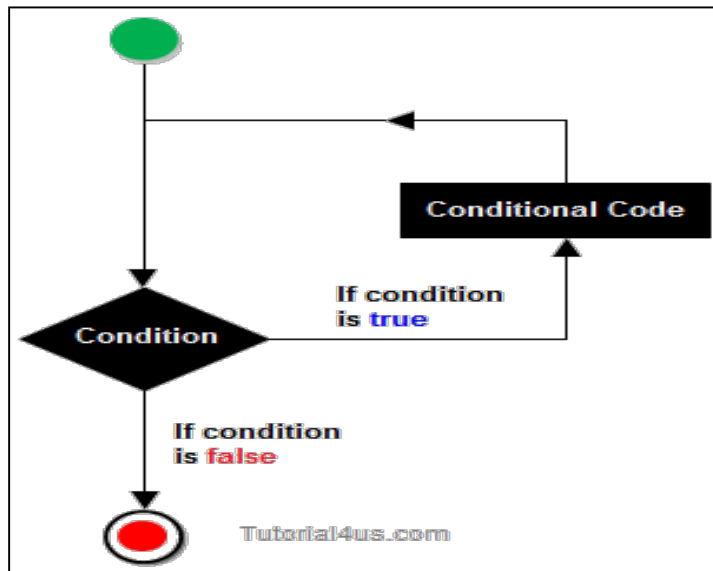 Conditional Code
If condition
is true
Condition
If condition
is false
Tutorial4us.com